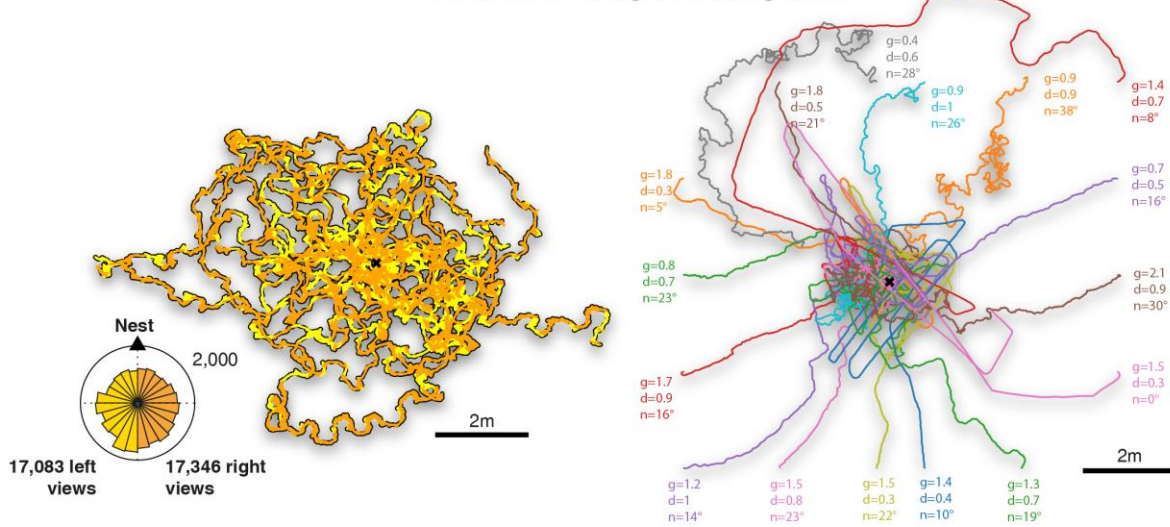 Nest
2,000
17,083 left
views
17,346 right
views
2m
g=0.4
d=0.6
n=28°
g=1.8
d=0.5
n=21°
g=0.9
d=1
n=26°
g=0.9
d=0.9
n=38°
g=1.4
d=0.7
n=8°
g=1.8
d=0.3
n=5°
g=0.7
d=0.5
n=16°
g=0.8
d=0.7
n=23°
g=2.1
d=0.9
n=30°
g=1.7
d=0.9
n=16°
g=1.5
d=0.3
n=0°
2m
g=1.2
d=1
n=14°
g=1.5
d=0.8
n=23°
g=1.5
d=0.3
n=22°
g=1.4
d=0.4
n=10°
g=1.3
d=0.7
n=19°